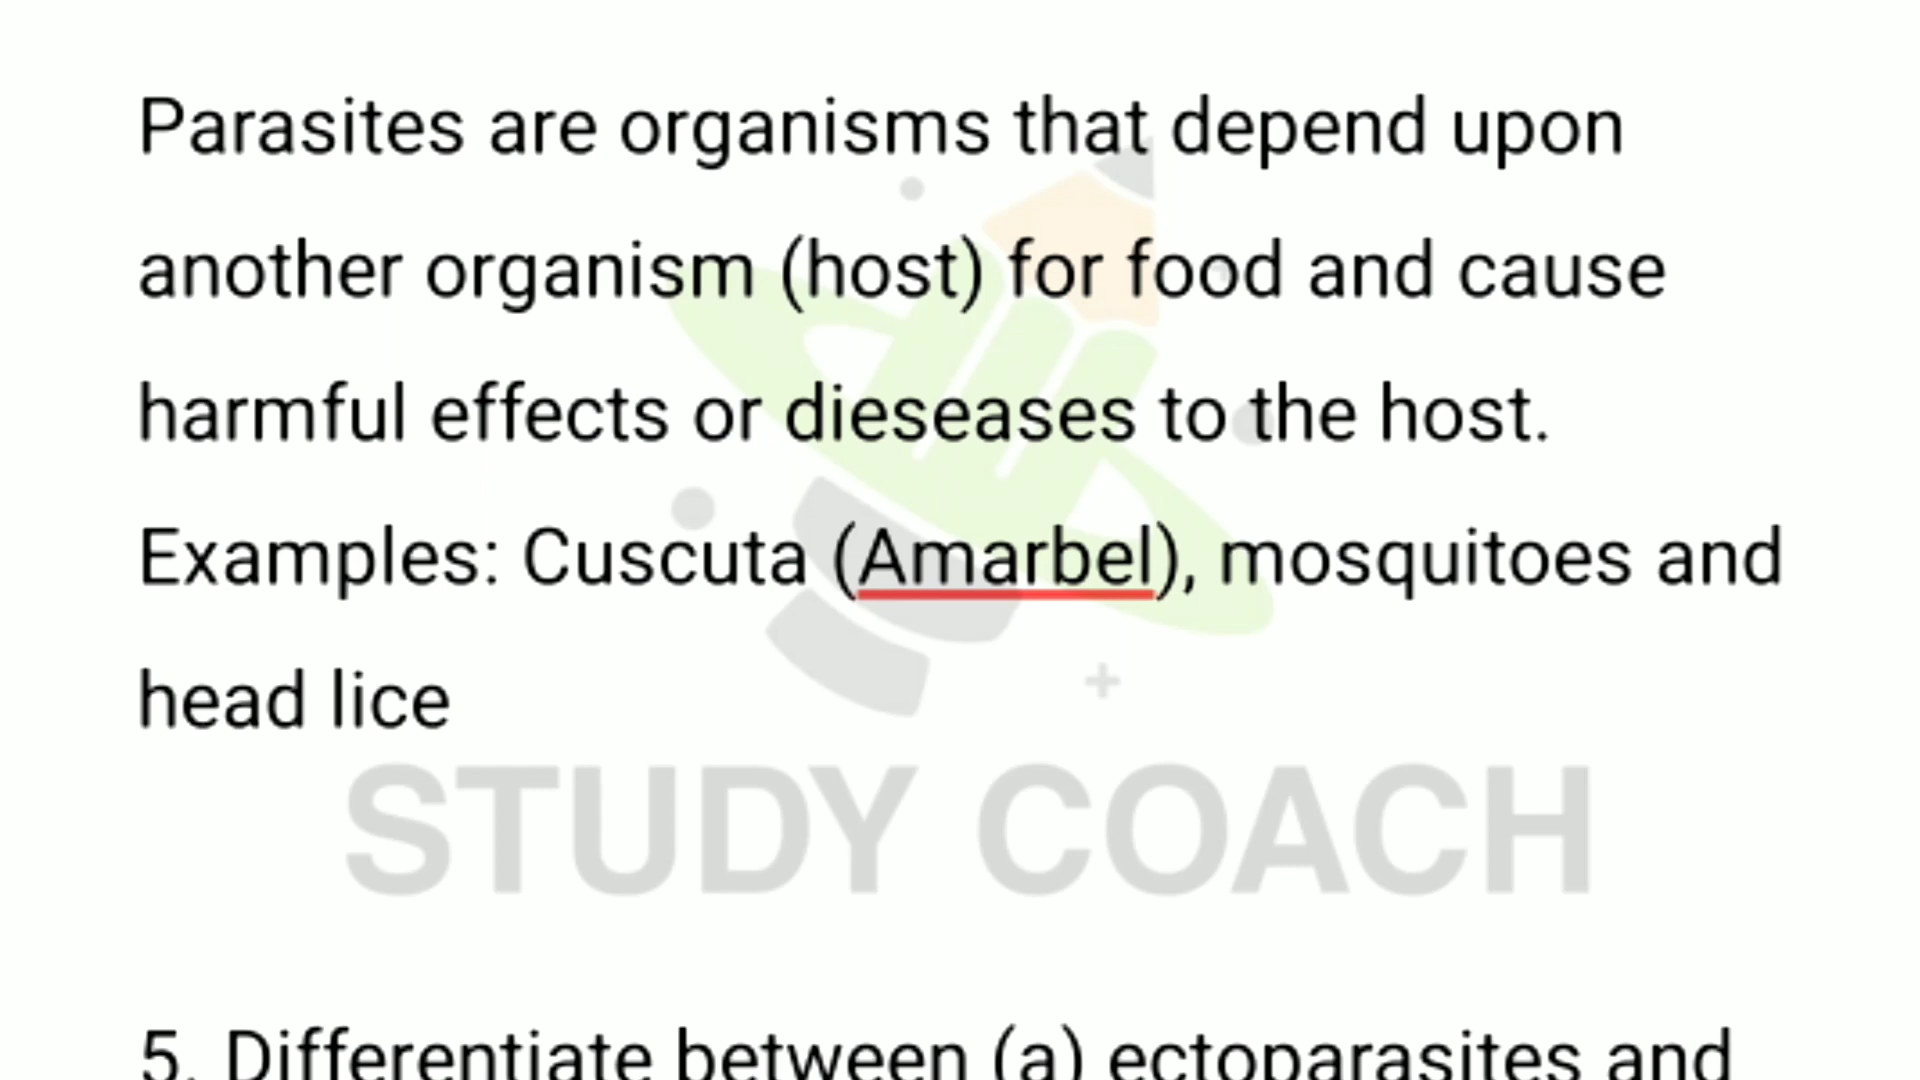 Parasites are organisms that depend upon
another organism (host) for food and cause
harmful effects or dieseases to the host.
Examples: Cuscuta (Amarbel), mosquitoes and
head lice
STUDY COACH
5. Differentiate between (a) ectoparasites and